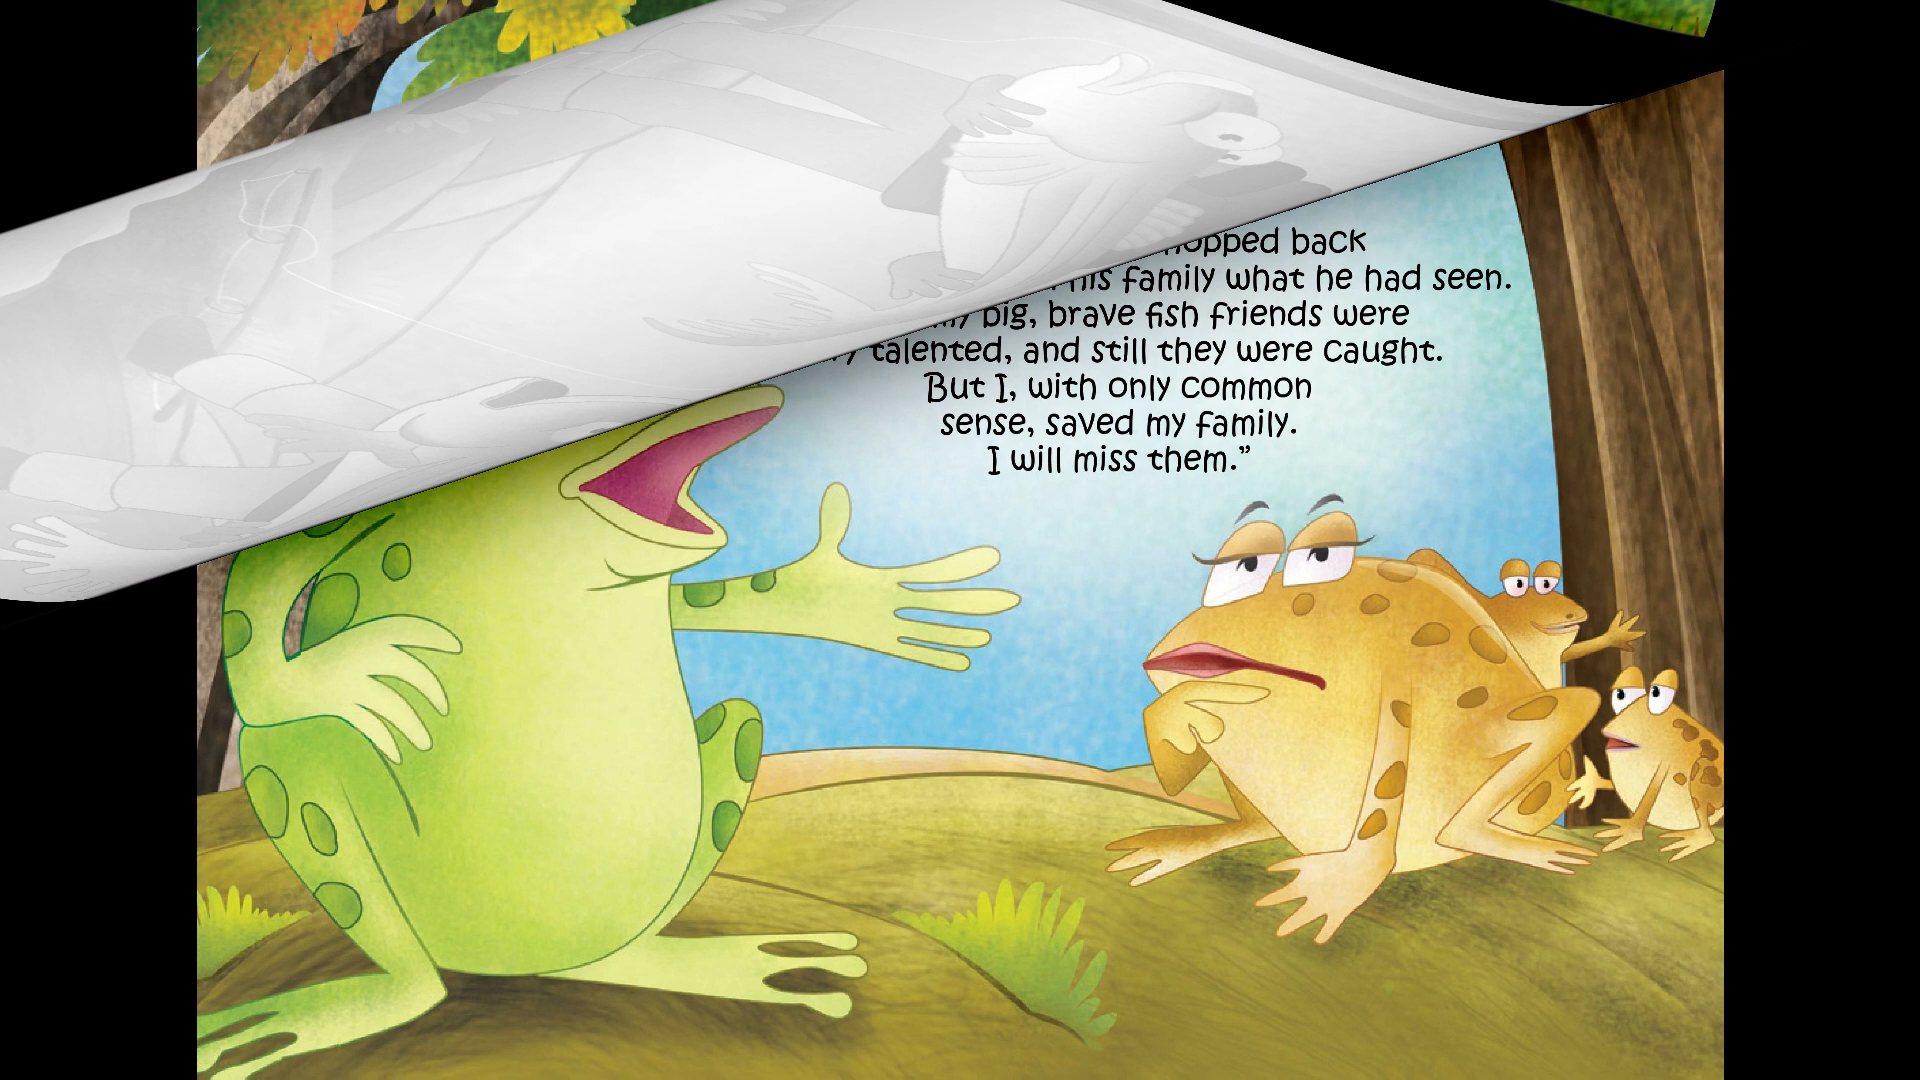 back
his family what he had seen.
big, brave fish friends were
talented, and still they were caught.
But I, with only common
sense, saved my family.
I will miss them.”